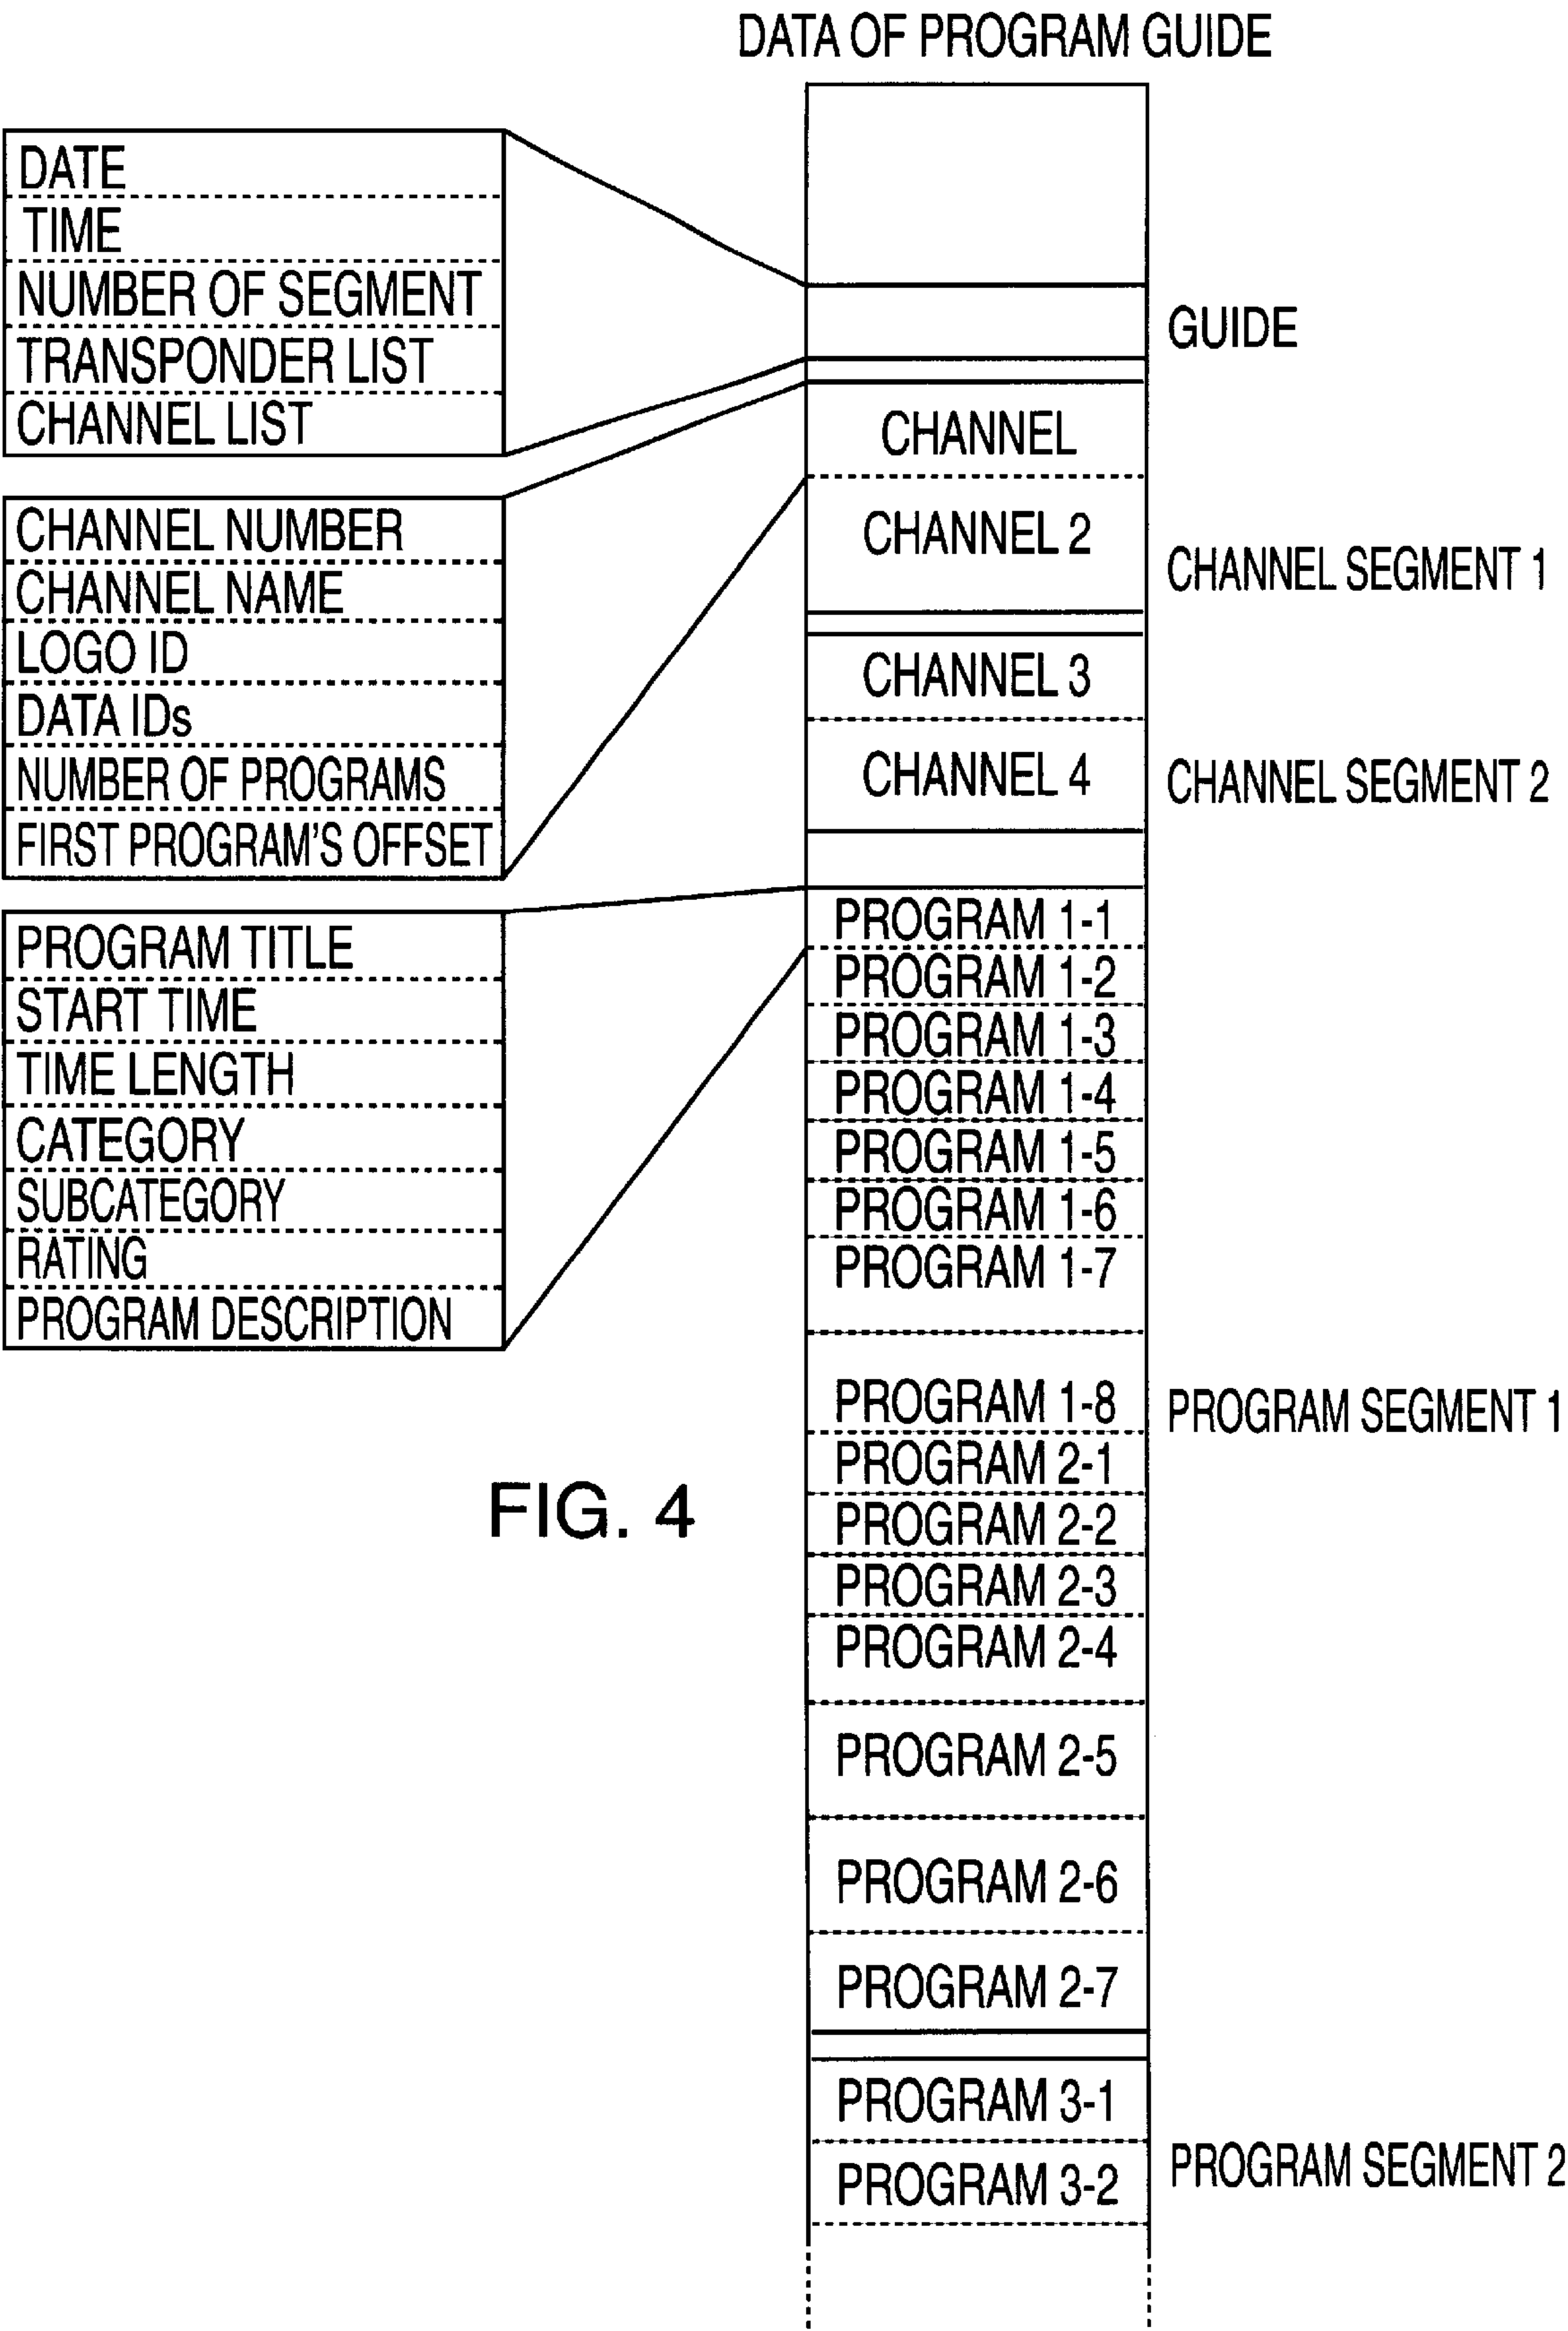 DATA OF PROGRAM GUIDE
DATE
TIME
NUMBER OF SEGMENT
TRANSPONDER LIST
CHANNEL LIST
CHANNEL NUMBER
CHANNEL NAME
LOGO ID
DATA IDs
NUMBER OF PROGRAMS
FIRST PROGRAM'S OFFSET
PROGRAM TITLE
START TIME
TIME LENGTH
CATEGORY
SUBCATEGORY
RATING
PROGRAM DESCRIPTION
GUIDE
CHANNEL
CHANNEL 2
CHANNEL SEGMENT 1
CHANNEL 3
CHANNEL 4
CHANNEL SEGMENT 2
PROGRAM 1-1
PROGRAM 1-2
PROGRAM 1-3
PROGRAM 1-4
PROGRAM 1-5
PROGRAM 1-6
PROGRAM 1-7
PROGRAM 1-8
PROGRAM SEGMENT 1
PROGRAM 2-1
PROGRAM 2-2
PROGRAM 2-3
PROGRAM 2-4
PROGRAM 2-5
PROGRAM 2-6
PROGRAM 2-7
PROGRAM 3-1
PROGRAM 3-2
PROGRAM SEGMENT 2
FIG. 4